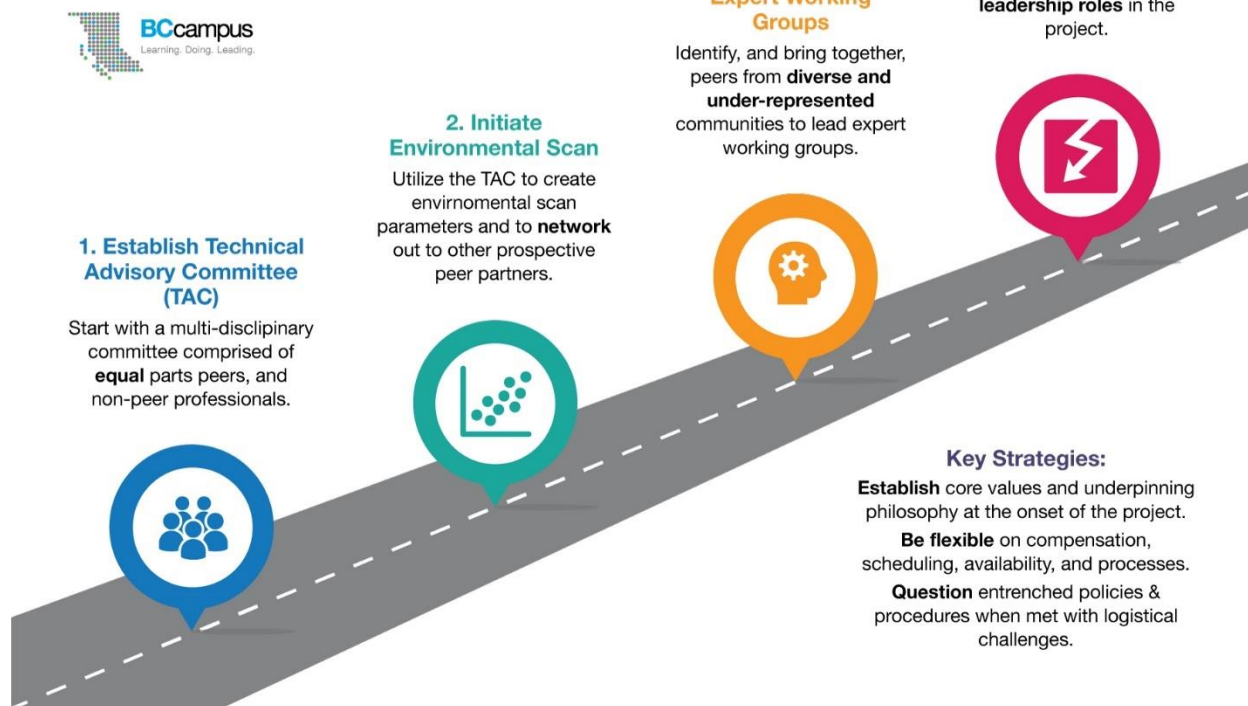 BCcampus
Learning. Doing. Leading.
1. Establish Technical
Advisory Committee
(TAC)
Start with a multi-disclipinary
committee comprised of
equal parts peers, and
non-peer professionals.
2. Initiate
Environmental Scan
Utilize the TAC to create
envirnomental scan
parameters and to network
out to other prospective
peer partners.
Expert Working
Groups
Identify, and bring together,
peers from diverse and
under-represented
communities to lead expert
working groups.
leadership roles in the
project.
Key Strategies:
Establish core values and underpinning
philosophy at the onset of the project.
Be flexible on compensation,
scheduling, availability, and processes.
Question entrenched policies &
procedures when met with logistical
challenges.